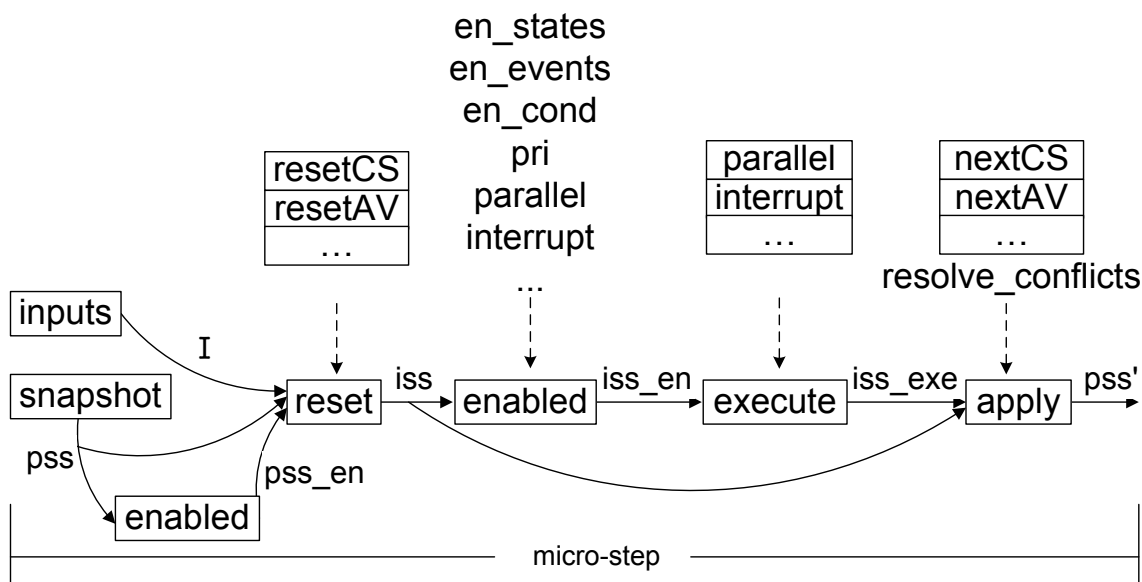 en_states
en_events
en_cond
pri
parallel
interrupt
...
resetCS
resetAV
...
parallel
interrupt
...
nextCS
nextAV
...
resolve_conflicts
inputs
I
snapshot
pss
enabled
pss_en
reset
iss
enabled
iss_en
execute
iss_exe
apply
pss'
micro-step